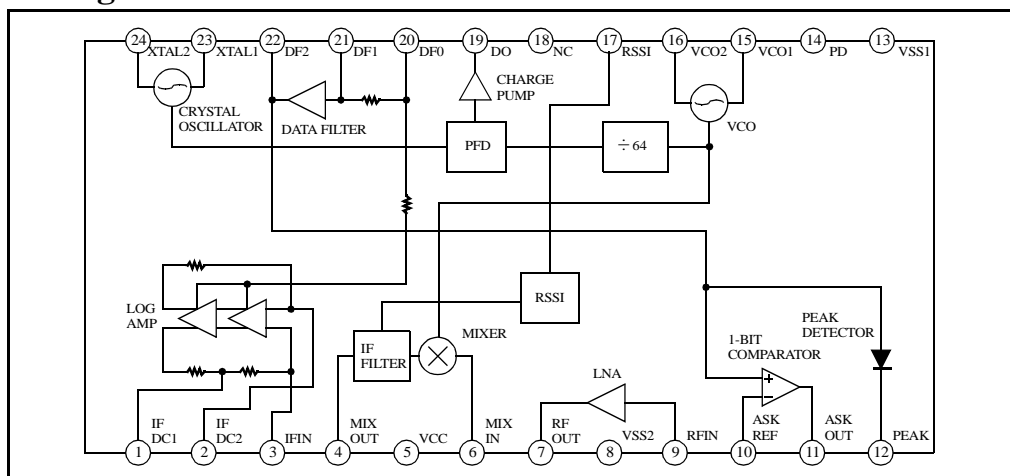 24 23 22 21 20 19 18 17 16 15 14 13
XTAL2 XTAL1 DF2 DF1 DF0 DO NC RSSI VCO2 VCO1 PD VSS1
CRYSTAL
OSCILLATOR
DATA FILTER
CHARGE
PUMP
VCO
PFD
÷ 64
LOG
AMP
RSSI
IF
FILTER
MIXER
LNA
1-BIT
COMPARATOR
PEAK
DETECTOR
+
−
IF
DC1
IF
DC2
IFIN
MIX
OUT
VCC
MIX
IN
RF
OUT
VSS2
RFIN
ASK
REF
ASK
OUT
PEAK
1 2 3 4 5 6 7 8 9 10 11 12